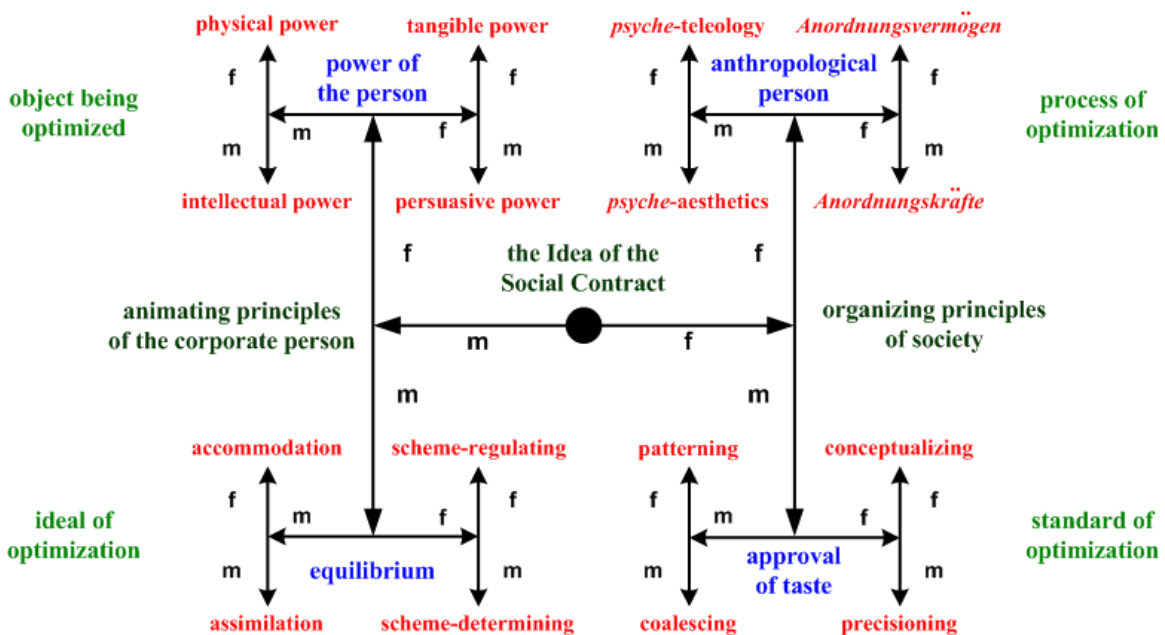 physical power
tangible power
psyche-teleology
Anordnungsvermögen
f
power of
the person
f
f
anthropological
person
f
object being
optimized
process of
optimization
m
m
f
m
m
m
f
m
intellectual power
persuasive power
psyche-aesthetics
Anordnungskräfte
f
the Idea of the
Social Contract
f
animating principles
of the corporate person
organizing principles
of society
m
f
m
m
accommodation
scheme-regulating
patterning
conceptualizing
f
m
f
f
f
m
f
f
ideal of
optimization
standard of
optimization
m
equilibrium
m
m
approval
of taste
m
assimilation
scheme-determining
coalescing
precisioning